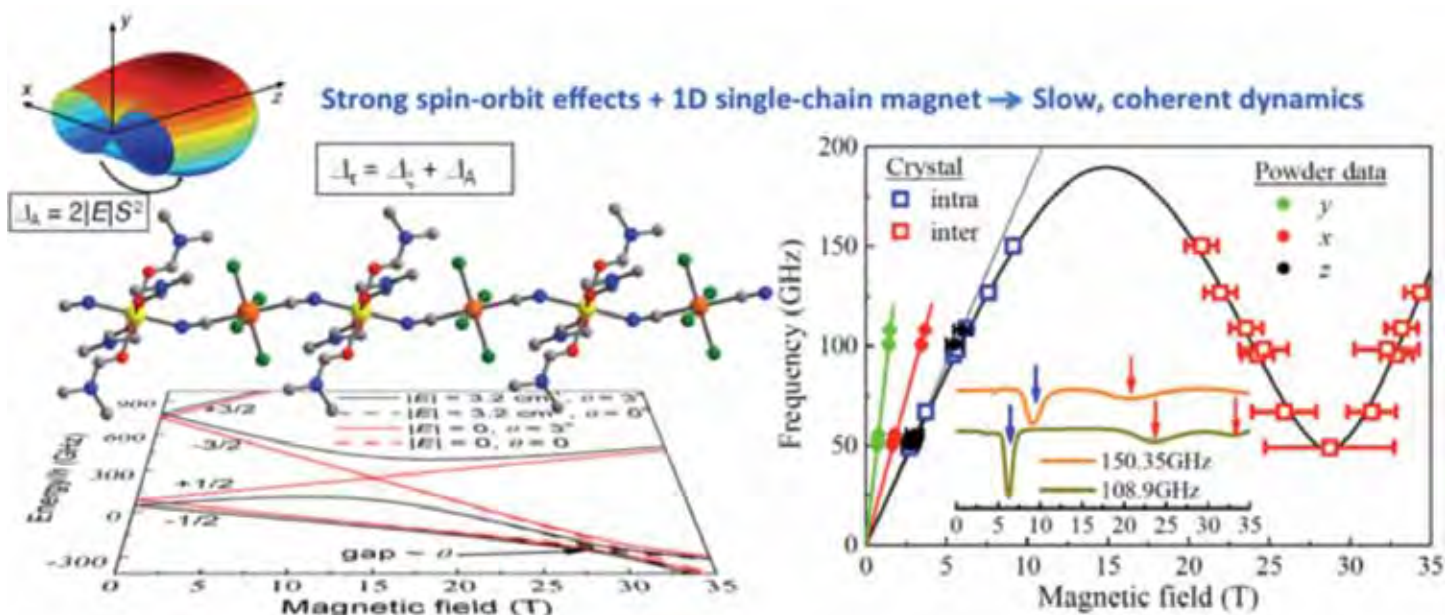 y
x
z
Strong spin-orbit effects + 1D single-chain magnet → Slow, coherent dynamics
Δτ = Δξ + ΔA
ΔA = 2|E|S²
900
600
300
0
-300
Energy/h (GHz)
+3/2
-3/2
+1/2
-1/2
|E| = 3.2 cm⁻¹, θ = 3°
|E| = 3.2 cm⁻¹, θ = 0°
|E| = 0, θ = 3°
|E| = 0, θ = 0
gap ~ θ
0 5 10 15 20 25 30 35
Magnetic field (T)
200
150
100
50
0
Frequency (GHz)
Crystal
intra
inter
Powder data
y
x
z
150.35GHz
108.9GHz
0 5 10 15 20 25 30 35
0 5 10 15 20 25 30 35
Magnetic field (T)